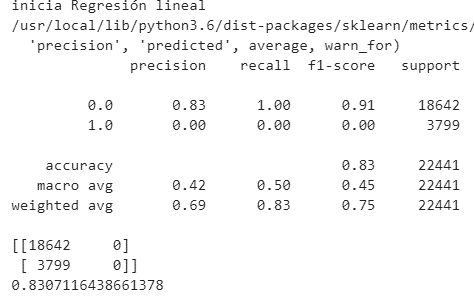 inicia Regresión lineal
/usr/local/lib/python3.6/dist-packages/sklearn/metrics/
'precision', 'predicted', average, warn_for)
precision recall f1-score support
0.0 0.83 1.00 0.91 18642
1.0 0.00 0.00 0.00 3799
accuracy 0.83 22441
macro avg 0.42 0.50 0.45 22441
weighted avg 0.69 0.83 0.75 22441
[[18642 0]
[ 3799 0]]
0.8307116438661378